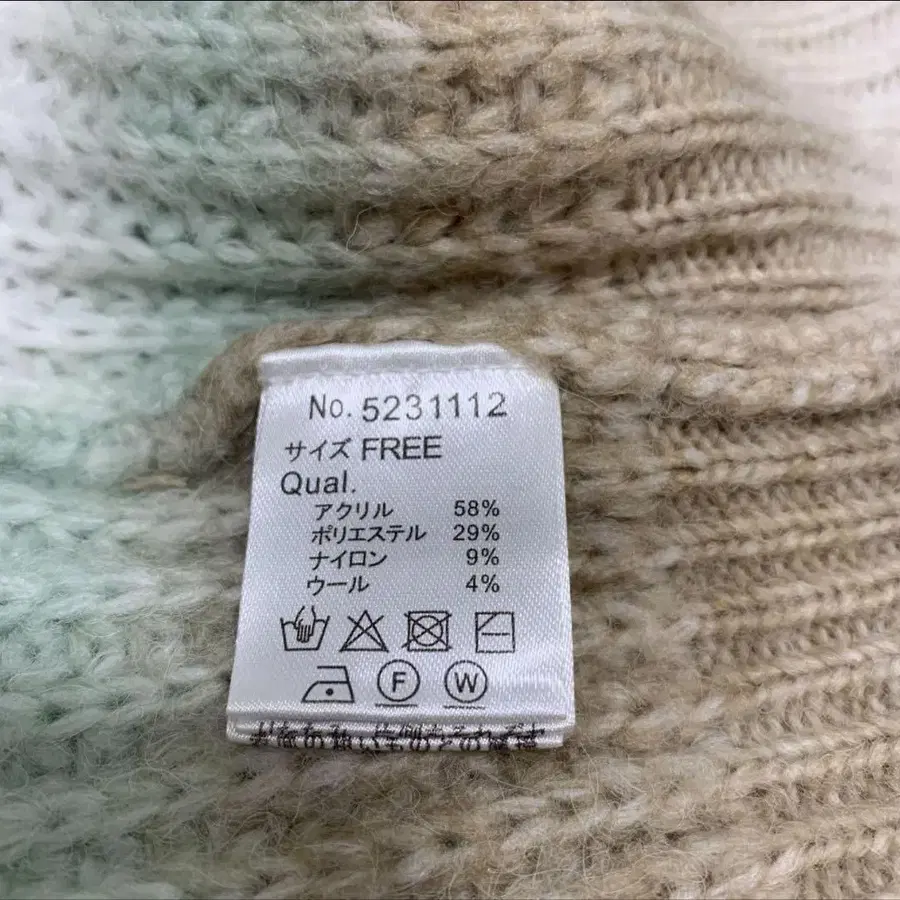 No. 5231112
サイズ FREE
Qual.
アクリル 58%
ポリエステル 29%
ナイロン 9%
ウール 4%
F W